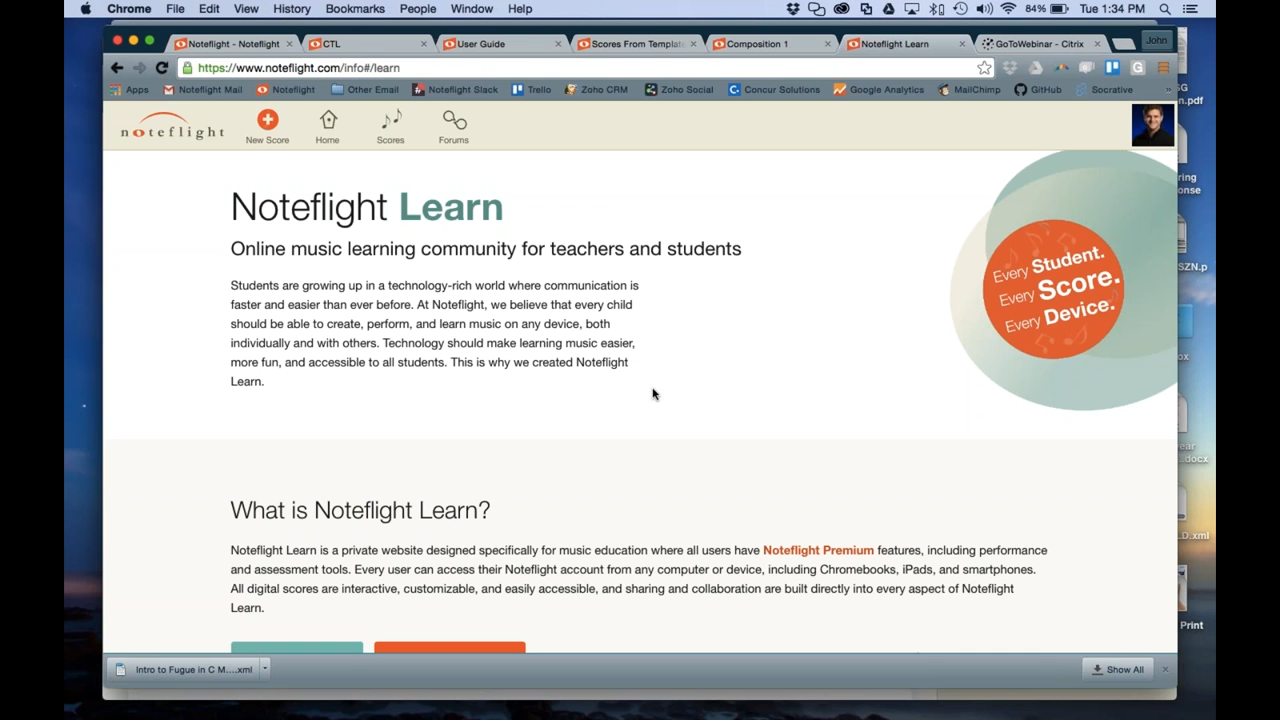 Chrome File Edit View History Bookmarks People Window Help 84% Tue 1:34 PM
Noteflight - Noteflight CTL User Guide Scores From Templat Composition 1 Noteflight Learn GoToWebinar - Citrix John
https://www.noteflight.com/info#/learn
Apps Noteflight Mail Noteflight Other Email Noteflight Slack Trello Zoho CRM Zoho Social Concur Solutions Google Analytics MailChimp GitHub Socrative »
noteflight New Score Home Scores Forums
Noteflight Learn
Online music learning community for teachers and students
Students are growing up in a technology-rich world where communication is
faster and easier than ever before. At Noteflight, we believe that every child
should be able to create, perform, and learn music on any device, both
individually and with others. Technology should make learning music easier,
more fun, and accessible to all students. This is why we created Noteflight
Learn.
Every Student.
Every Score.
Every Device.
What is Noteflight Learn?
Noteflight Learn is a private website designed specifically for music education where all users have Noteflight Premium features, including performance
and assessment tools. Every user can access their Noteflight account from any computer or device, including Chromebooks, iPads, and smartphones.
All digital scores are interactive, customizable, and easily accessible, and sharing and collaboration are built directly into every aspect of Noteflight
Learn.
Intro to Fugue in C M....xml Show All
Print